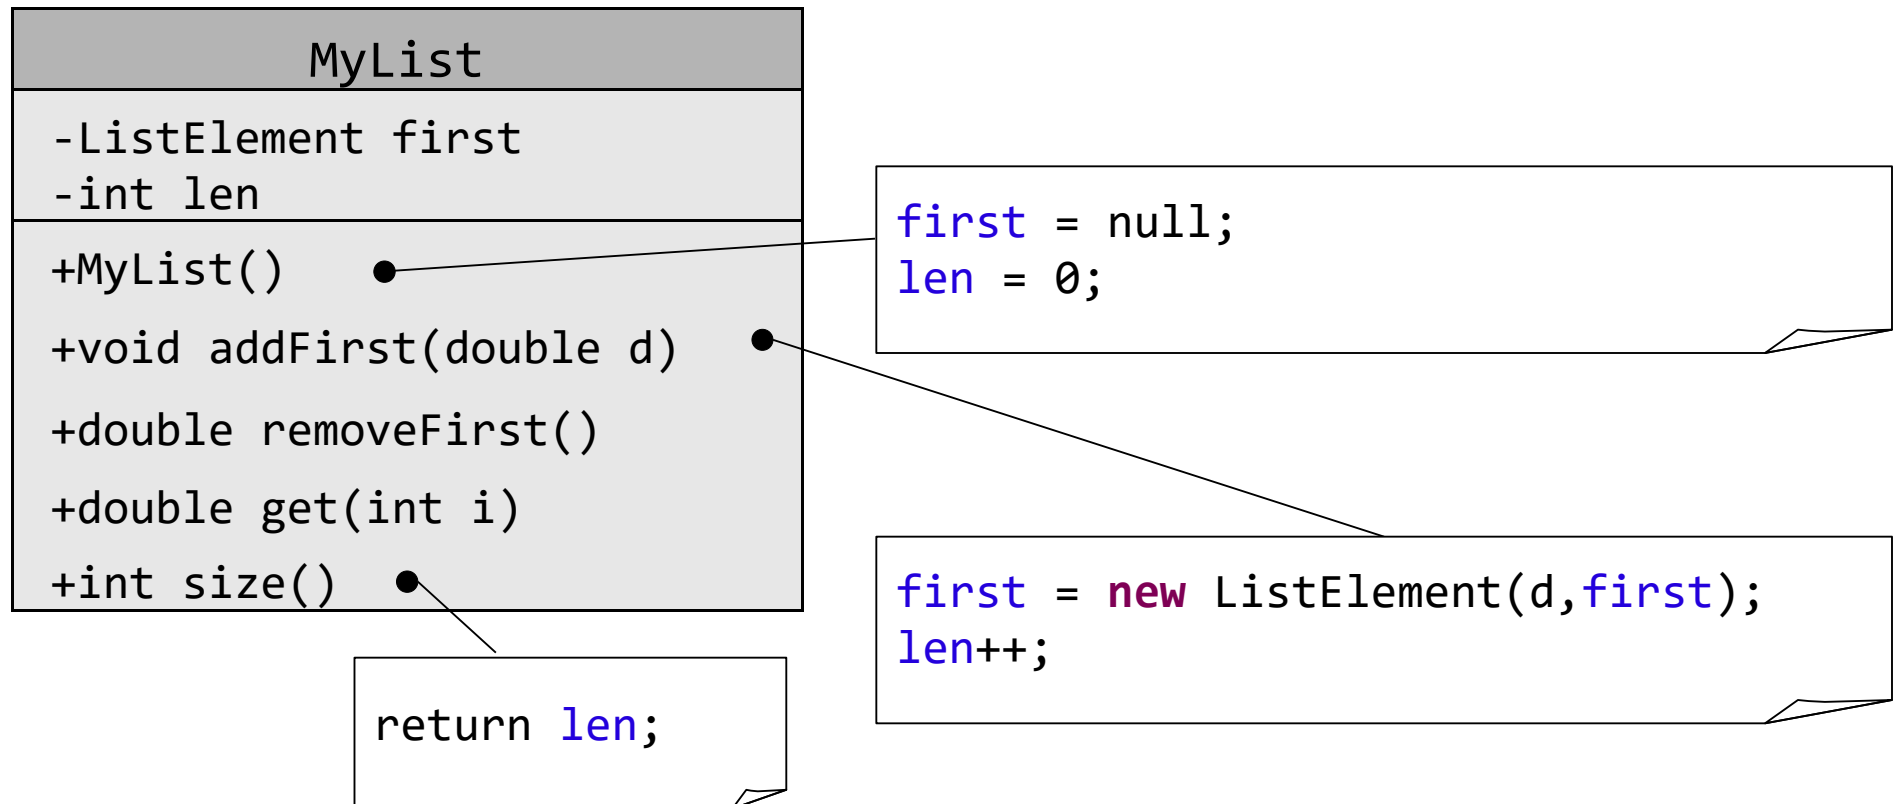 MyList
-ListElement first
-int len
+MyList()
+void addFirst(double d)
+double removeFirst()
+double get(int i)
+int size()
first = null;
len = 0;
first = new ListElement(d,first);
len++;
return len;